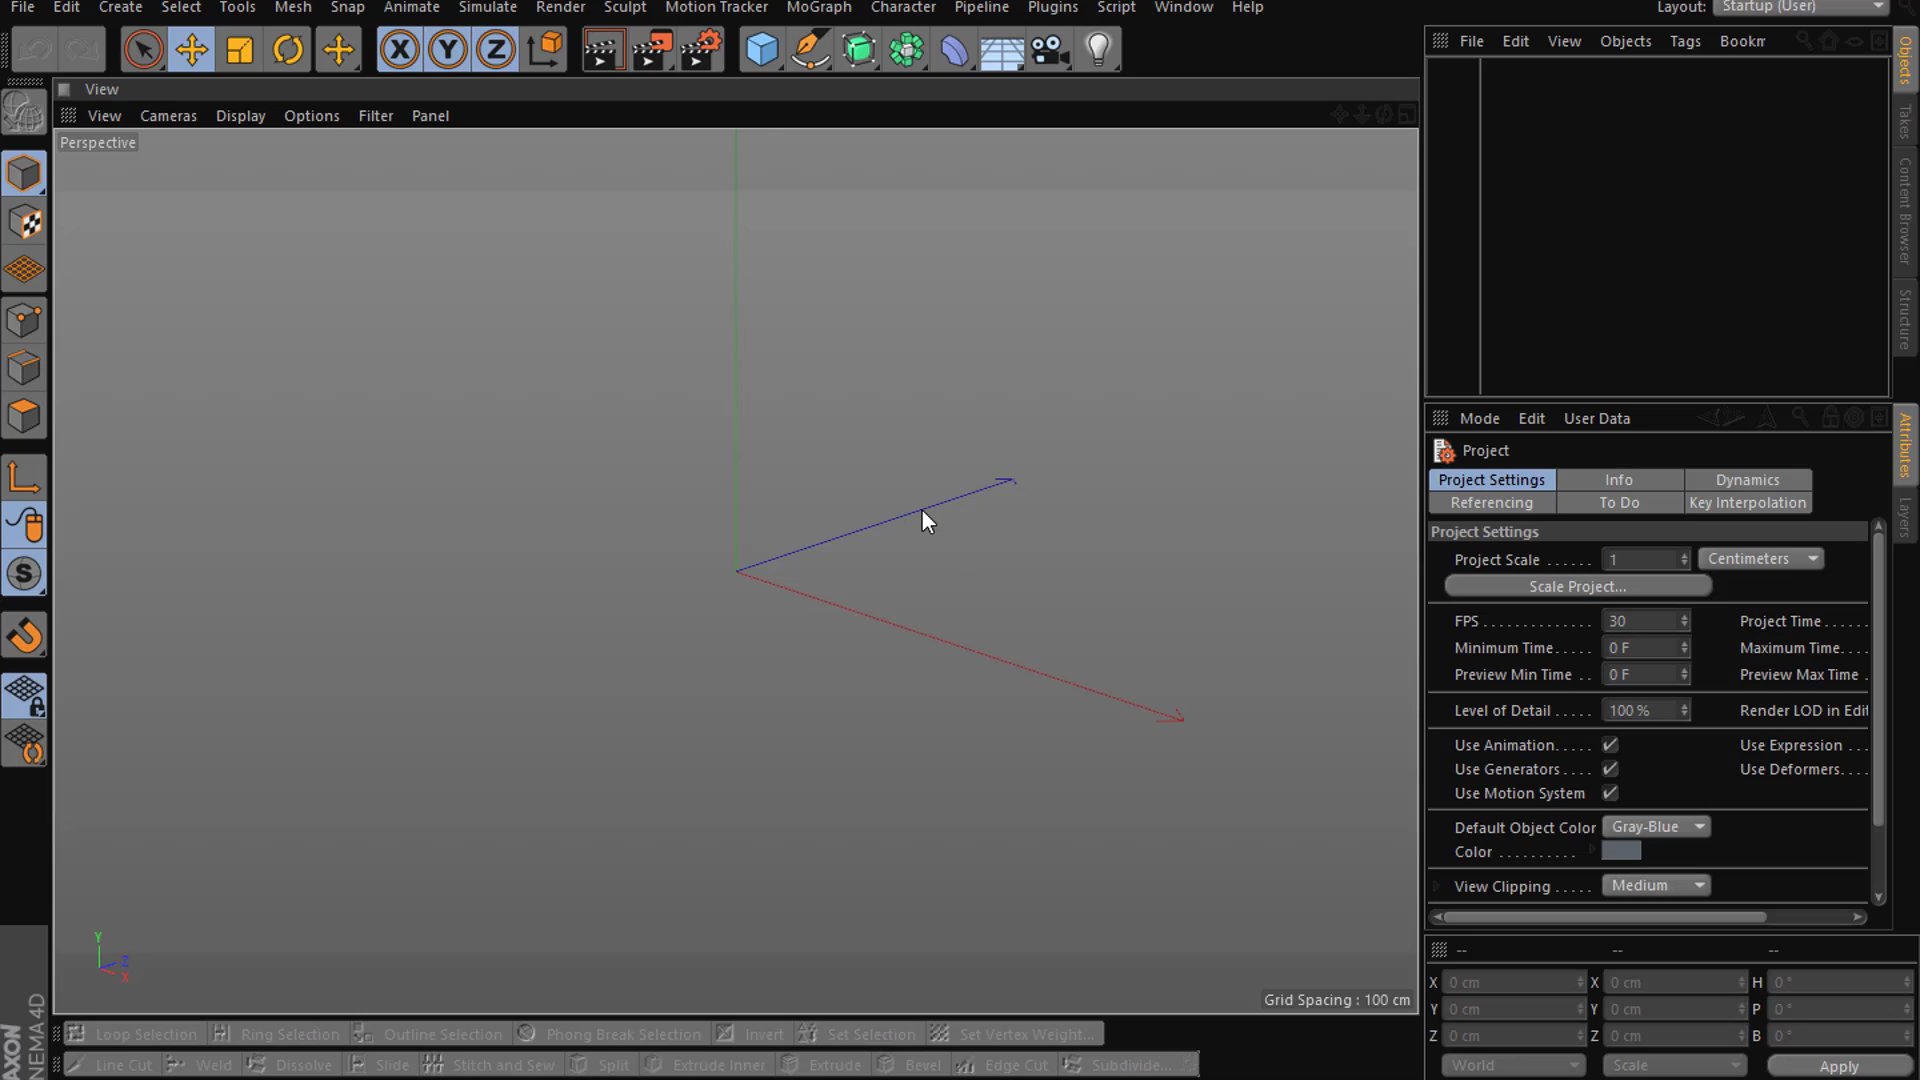 File Edit Create Select Tools Mesh Snap Animate Simulate Render Sculpt Motion Tracker MoGraph Character Pipeline Plugins Script Window Help
Layout: Startup (User)
X Y Z
File Edit View Objects Tags Bookm
View
View Cameras Display Options Filter Panel
Perspective
Objects
Takes
Content Browser
Structure
Mode Edit User Data
Attributes
Layers
Project
Project Settings Info Dynamics
Referencing To Do Key Interpolation
Project Settings
Project Scale ...... 1 Centimeters
Scale Project...
FPS ............. 30 Project Time .....
Minimum Time..... 0 F Maximum Time....
Preview Min Time .. 0 F Preview Max Time .
Level of Detail ..... 100 % Render LOD in Edit
Use Animation..... Use Expression ...
Use Generators .... Use Deformers....
Use Motion System
Default Object Color Gray-Blue
Color ..........
View Clipping ..... Medium
S
Y
Z
X
Grid Spacing : 100 cm
-- -- --
X 0 cm X 0 cm H 0 °
Y 0 cm Y 0 cm P 0 °
Z 0 cm Z 0 cm B 0 °
World Scale Apply
Loop Selection Ring Selection Outline Selection Phong Break Selection Invert Set Selection Set Vertex Weight...
Line Cut Weld Dissolve Slide Stitch and Sew Split Extrude Inner Extrude Bevel Edge Cut Subdivide...
AXON
NEMA4D